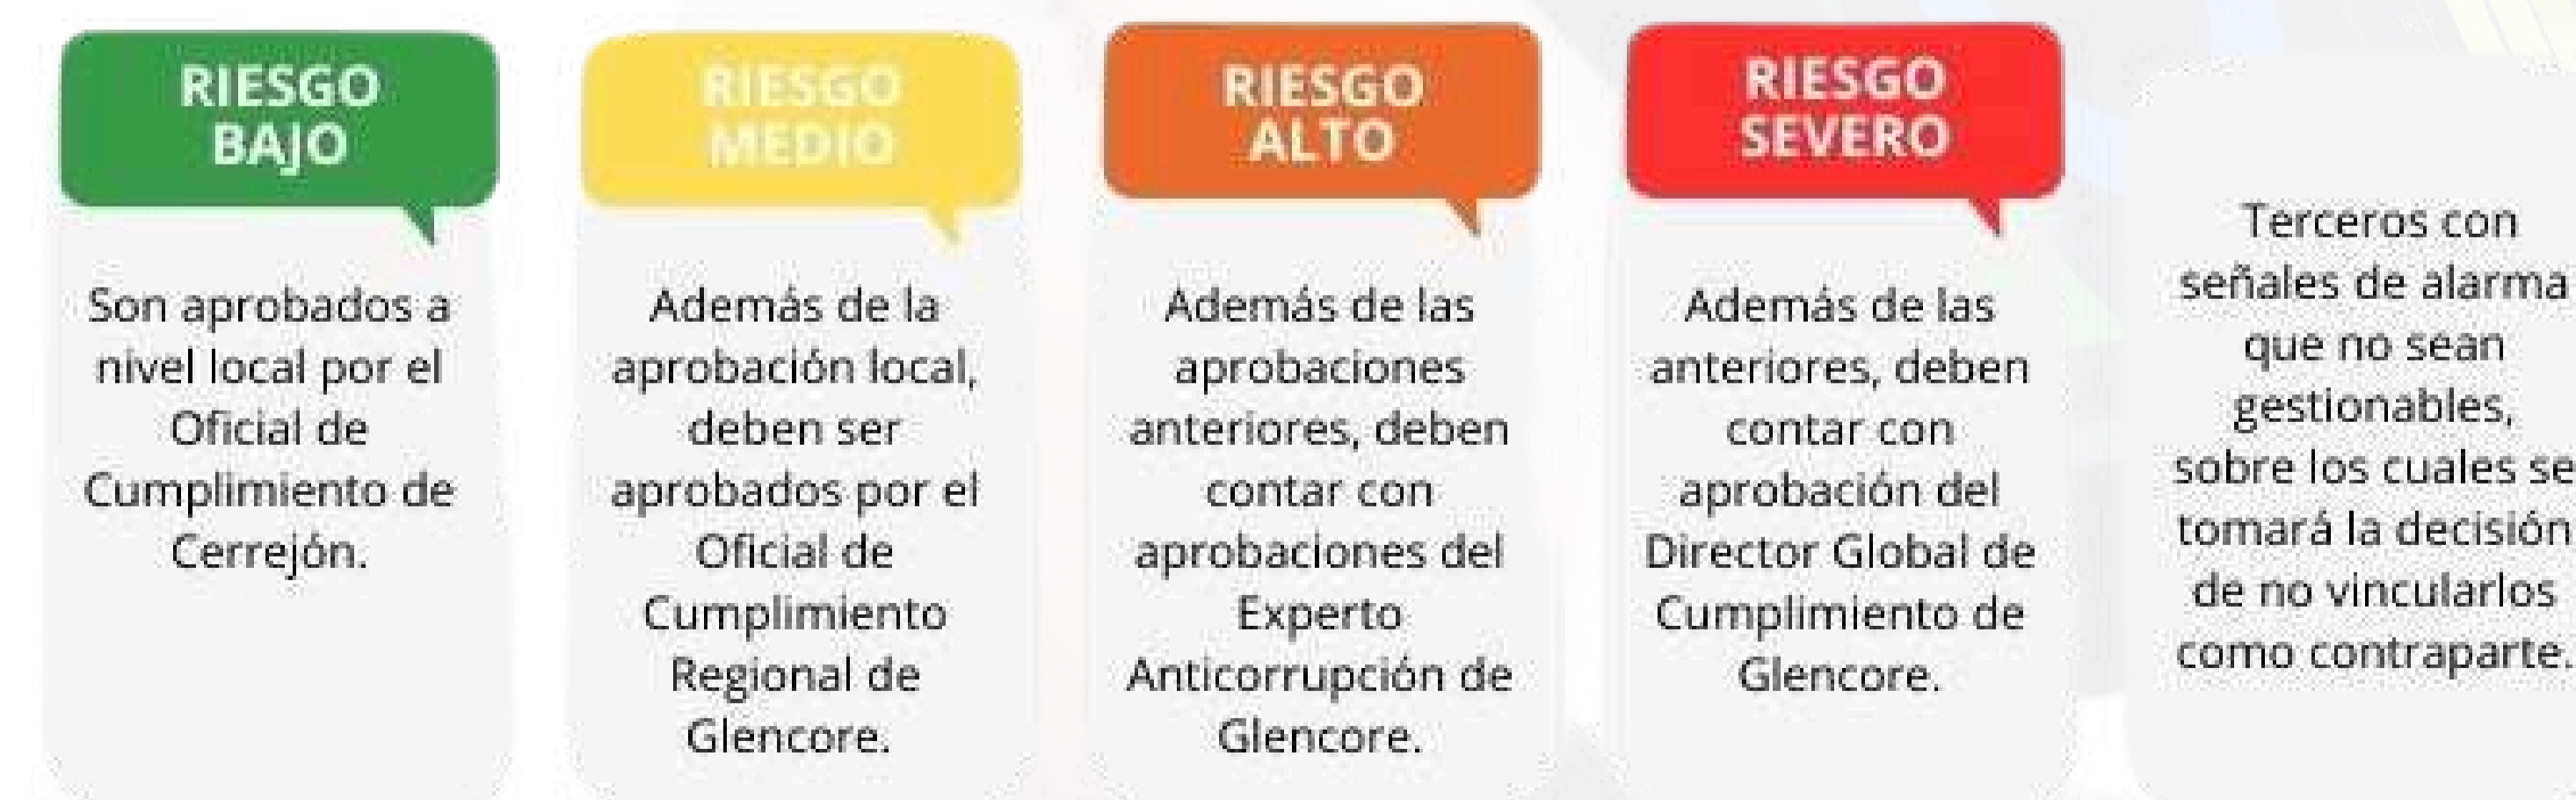 RIESGO
BAJO
Son aprobados a
nivel local por el
Oficial de
Cumplimiento de
Cerrejón.
RIESGO
MEDIO
Además de la
aprobación local,
deben ser
aprobados por el
Oficial de
Cumplimiento
Regional de
Glencore.
RIESGO
ALTO
Además de las
aprobaciones
anteriores, deben
contar con
aprobaciones del
Experto
Anticorrupción de
Glencore.
RIESGO
SEVERO
Además de las
anteriores, deben
contar con
aprobación del
Director Global de
Cumplimiento de
Glencore.
Terceros con
señales de alarma
que no sean
gestionables,
sobre los cuales se
tomará la decisión
de no vincularlos
como contraparte.